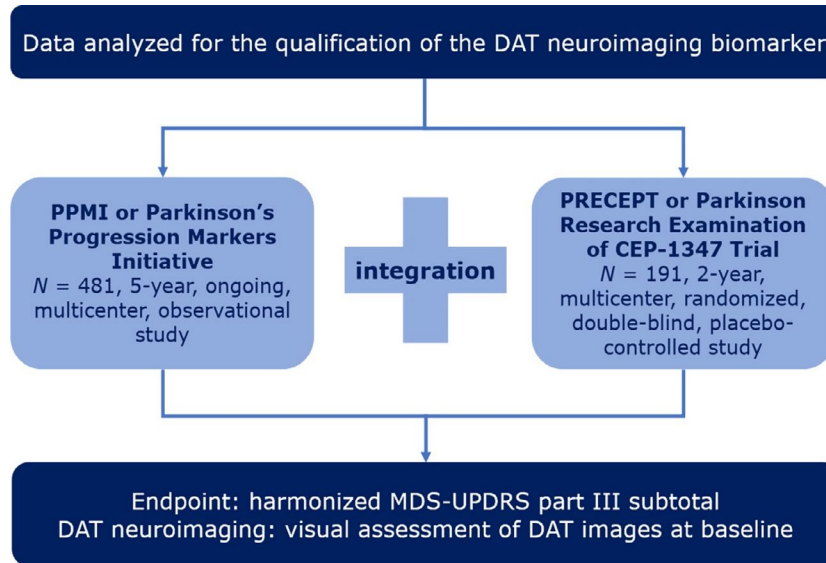 Data analyzed for the qualification of the DAT neuroimaging biomarker
PPMI or Parkinson's
Progression Markers
Initiative
N = 481, 5-year, ongoing,
multicenter, observational
study
integration
PRECEPT or Parkinson
Research Examination
of CEP-1347 Trial
N = 191, 2-year,
multicenter, randomized,
double-blind, placebo-
controlled study
Endpoint: harmonized MDS-UPDRS part III subtotal
DAT neuroimaging: visual assessment of DAT images at baseline